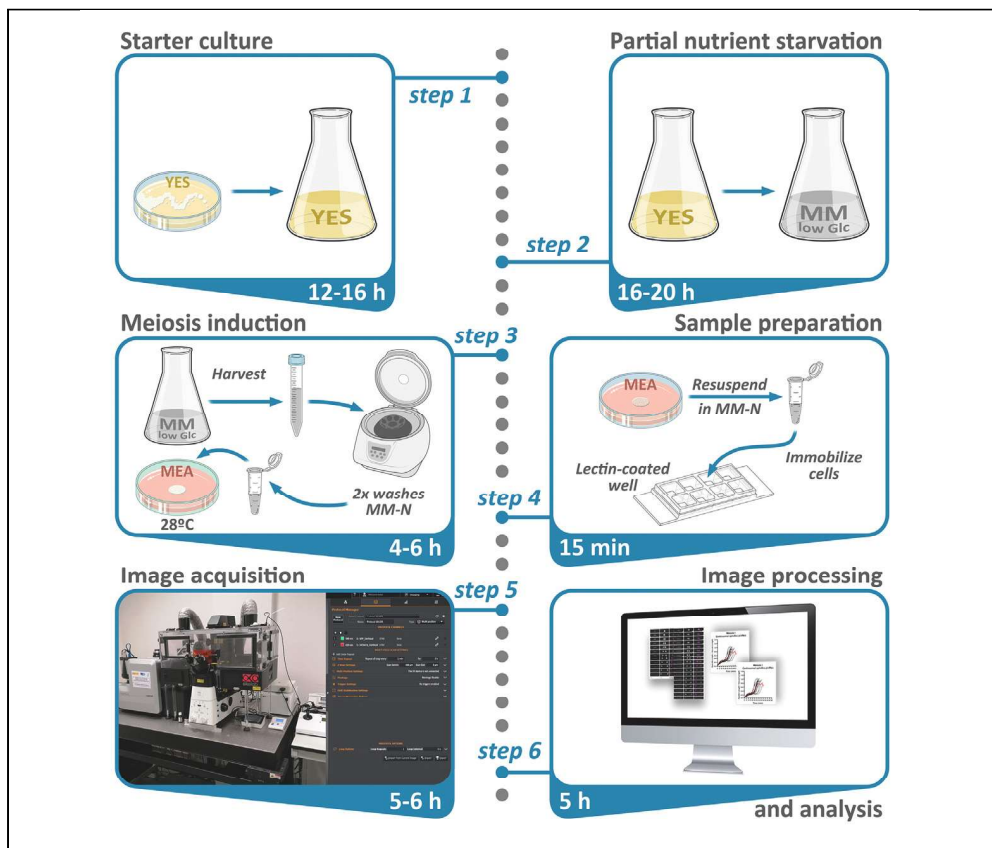 Starter culture
step 1
YES
YES
12-16 h
Partial nutrient starvation
step 2
YES
MM
low Glc
16-20 h
Meiosis induction
step 3
Harvest
MM
low Glc
MEA
28ºC
2x washes
MM-N
4-6 h
Sample preparation
step 4
MEA
Resuspend
in MM-N
Lectin-coated
well
Immobilize
cells
15 min
Image acquisition
step 5
5-6 h
Image processing
step 6
5 h
and analysis